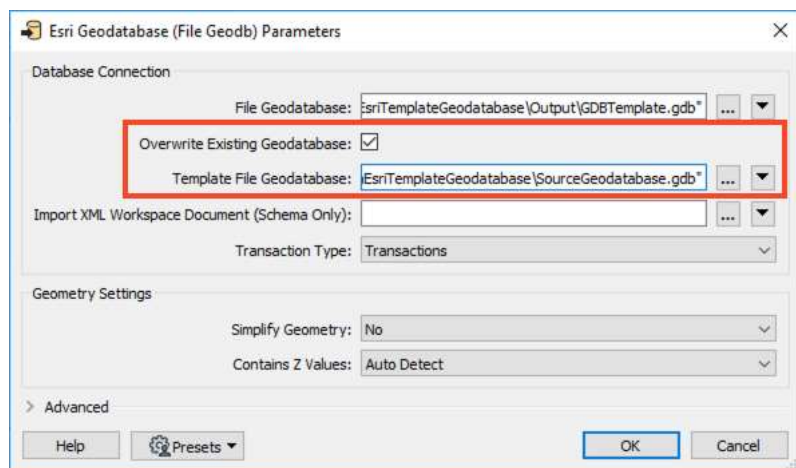 Esri Geodatabase (File Geodb) Parameters
Database Connection
File Geodatabase: EsriTemplateGeodatabase\Output\GDBTemplate.gdb" ...
Overwrite Existing Geodatabase:
Template File Geodatabase: EsriTemplateGeodatabase\SourceGeodatabase.gdb" ...
Import XML Workspace Document (Schema Only): ...
Transaction Type: Transactions
Geometry Settings
Simplify Geometry: No
Contains Z Values: Auto Detect
> Advanced
Help Presets OK Cancel